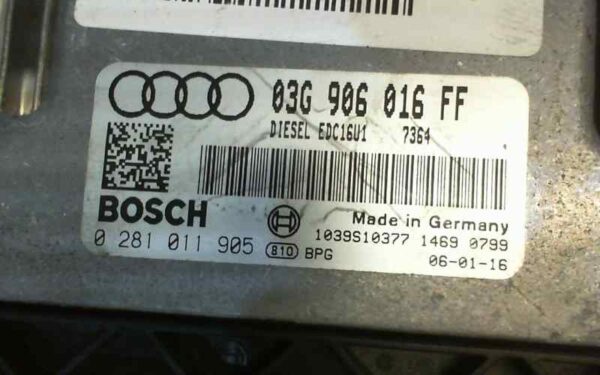 03G 906 016 FF
DIESEL EDC16U1 7364
BOSCH
Made in Germany
0 281 011 905 810 BPG
1039S10377 1469 0799
06-01-16